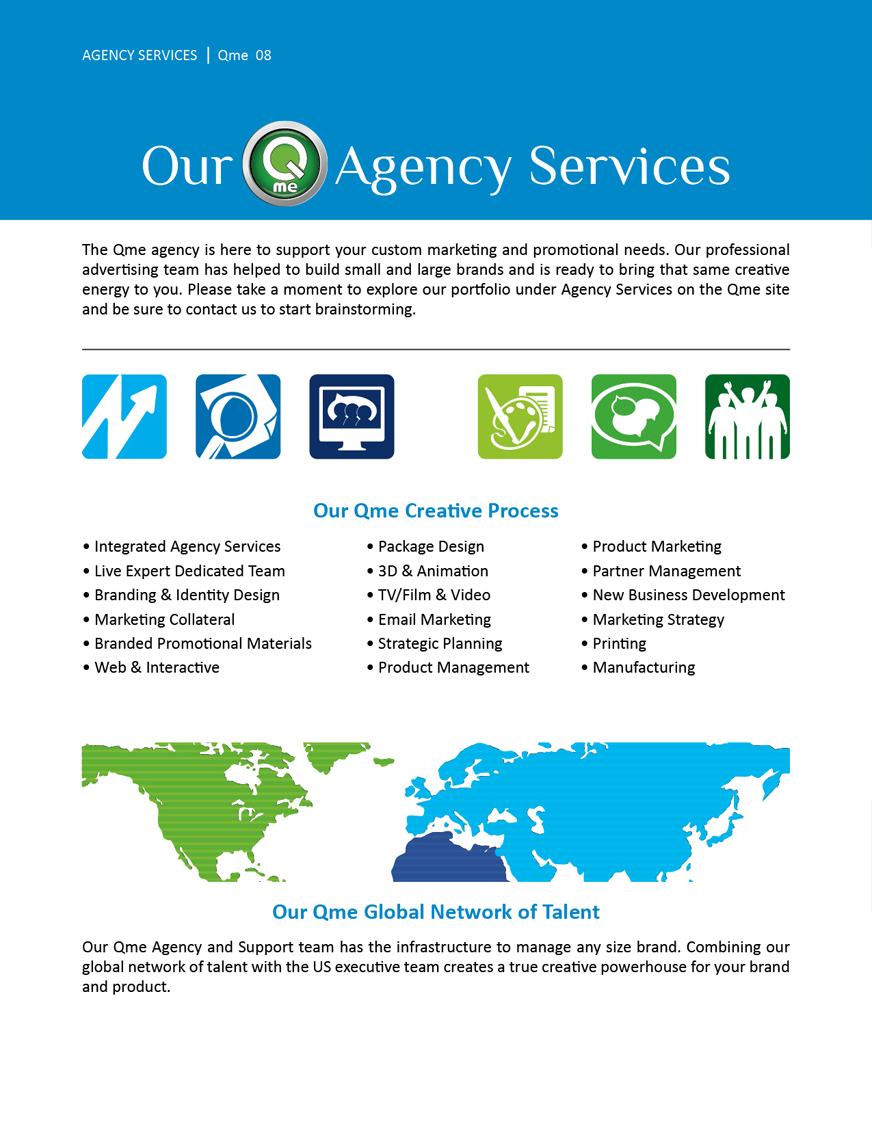 AGENCY SERVICES | Qme 08
Our Q me Agency Services
The Qme agency is here to support your custom marketing and promotional needs. Our professional
advertising team has helped to build small and large brands and is ready to bring that same creative
energy to you. Please take a moment to explore our portfolio under Agency Services on the Qme site
and be sure to contact us to start brainstorming.
Our Qme Creative Process
• Integrated Agency Services
• Live Expert Dedicated Team
• Branding & Identity Design
• Marketing Collateral
• Branded Promotional Materials
• Web & Interactive
• Package Design
• 3D & Animation
• TV/Film & Video
• Email Marketing
• Strategic Planning
• Product Management
• Product Marketing
• Partner Management
• New Business Development
• Marketing Strategy
• Printing
• Manufacturing
Our Qme Global Network of Talent
Our Qme Agency and Support team has the infrastructure to manage any size brand. Combining our
global network of talent with the US executive team creates a true creative powerhouse for your brand
and product.